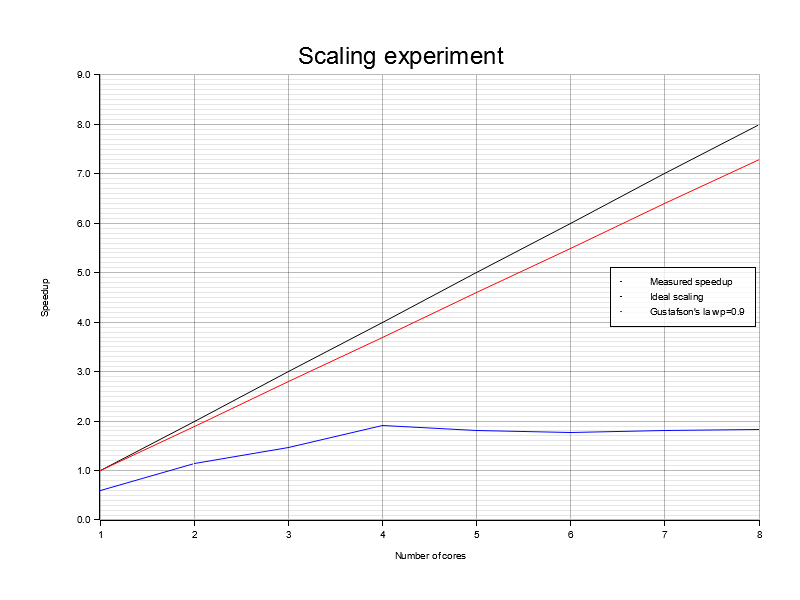 Scaling experiment
9.0
8.0
7.0
6.0
5.0
4.0
3.0
2.0
1.0
0.0
Speedup
Measured speedup
Ideal scaling
Gustafson's law p=0.9
1 2 3 4 5 6 7 8
Number of cores